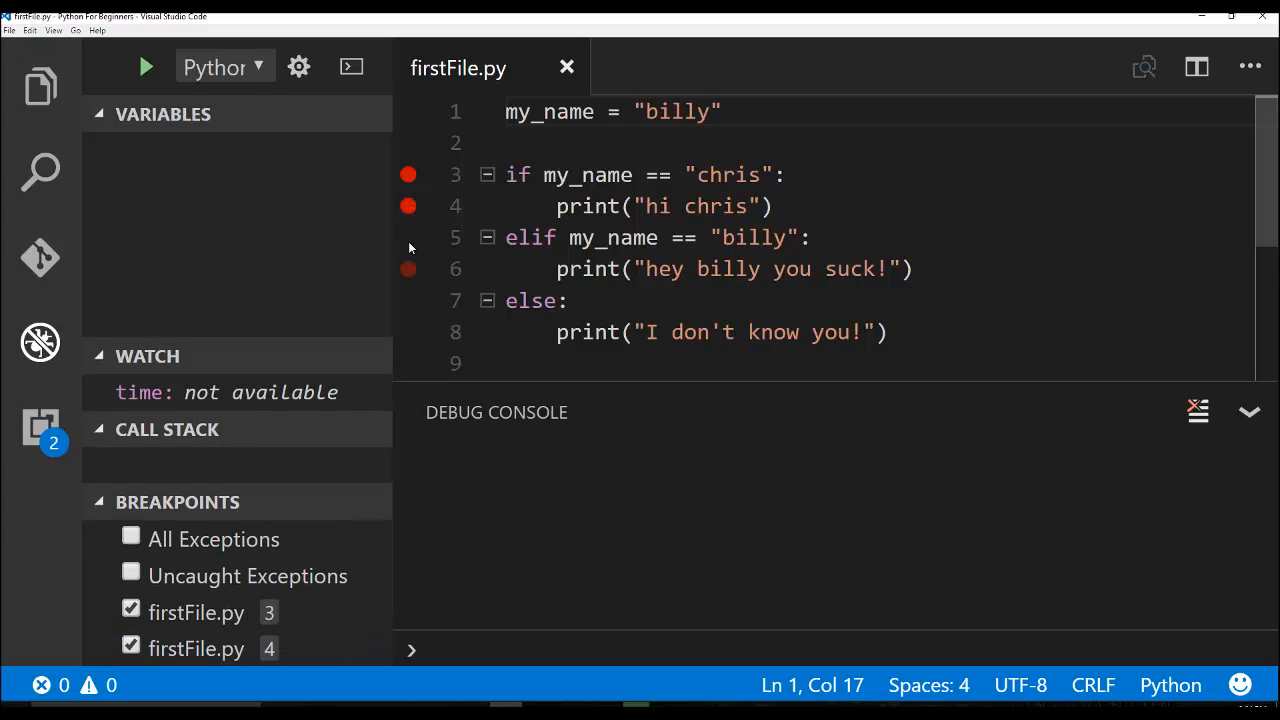 firstFile.py - Python For Beginners - Visual Studio Code
File Edit View Go Help
Python
firstFile.py
VARIABLES
1 my_name = "billy"
2
3 if my_name == "chris":
4 print("hi chris")
5 elif my_name == "billy":
6 print("hey billy you suck!")
7 else:
8 print("I don't know you!")
9
WATCH
time: not available
CALL STACK
BREAKPOINTS
All Exceptions
Uncaught Exceptions
firstFile.py 3
firstFile.py 4
2
DEBUG CONSOLE
0 0
Ln 1, Col 17 Spaces: 4 UTF-8 CRLF Python